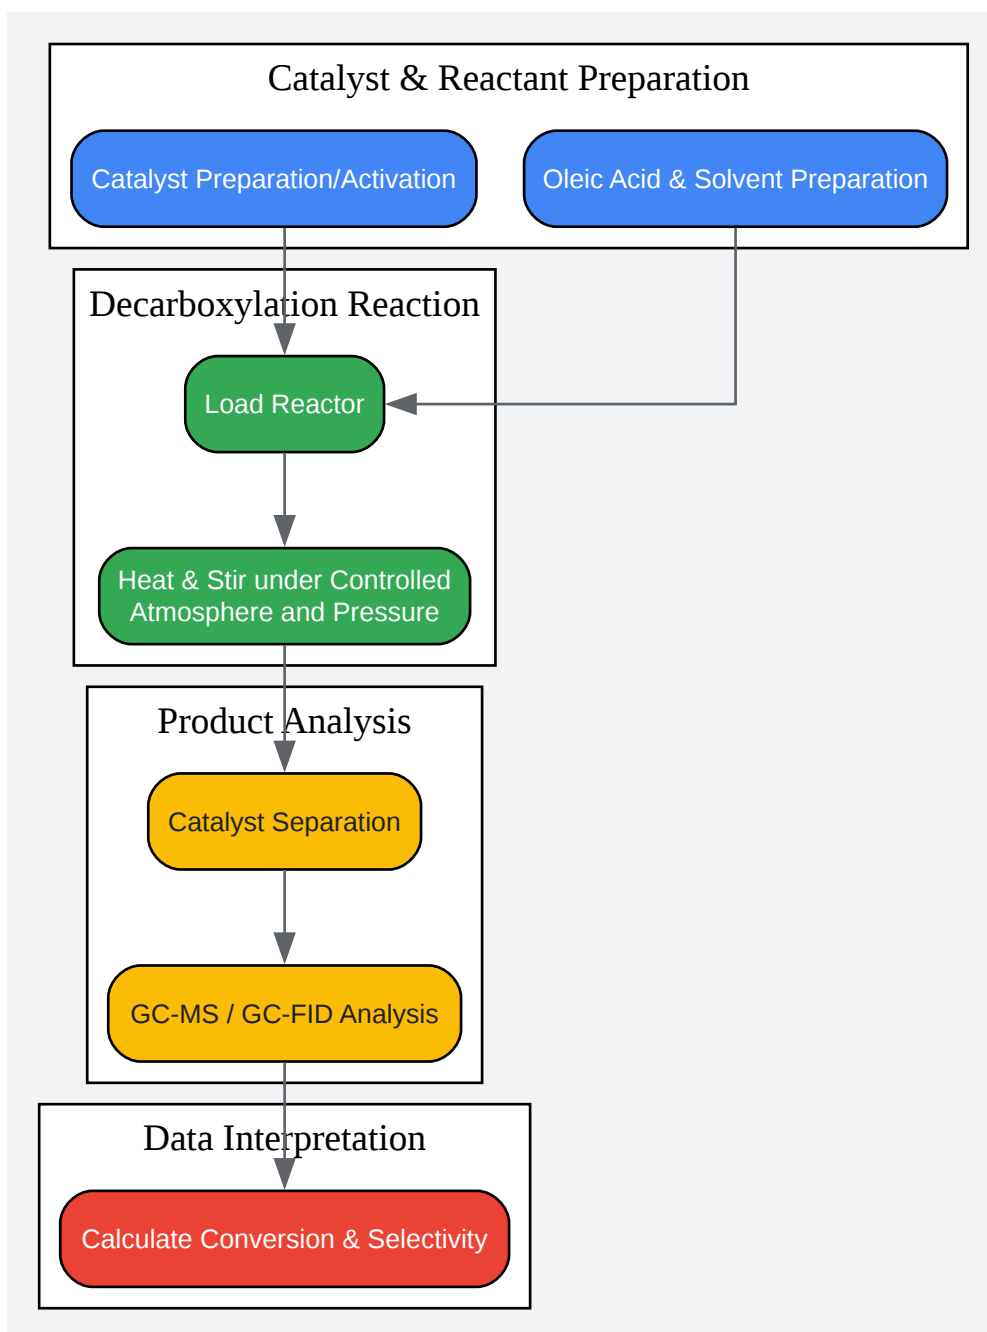 Catalyst & Reactant Preparation
Catalyst Preparation/Activation
Oleic Acid & Solvent Preparation
Decarboxylation Reaction
Load Reactor
Heat & Stir under Controlled
Atmosphere and Pressure
Product Analysis
Catalyst Separation
GC-MS / GC-FID Analysis
Data Interpretation
Calculate Conversion & Selectivity